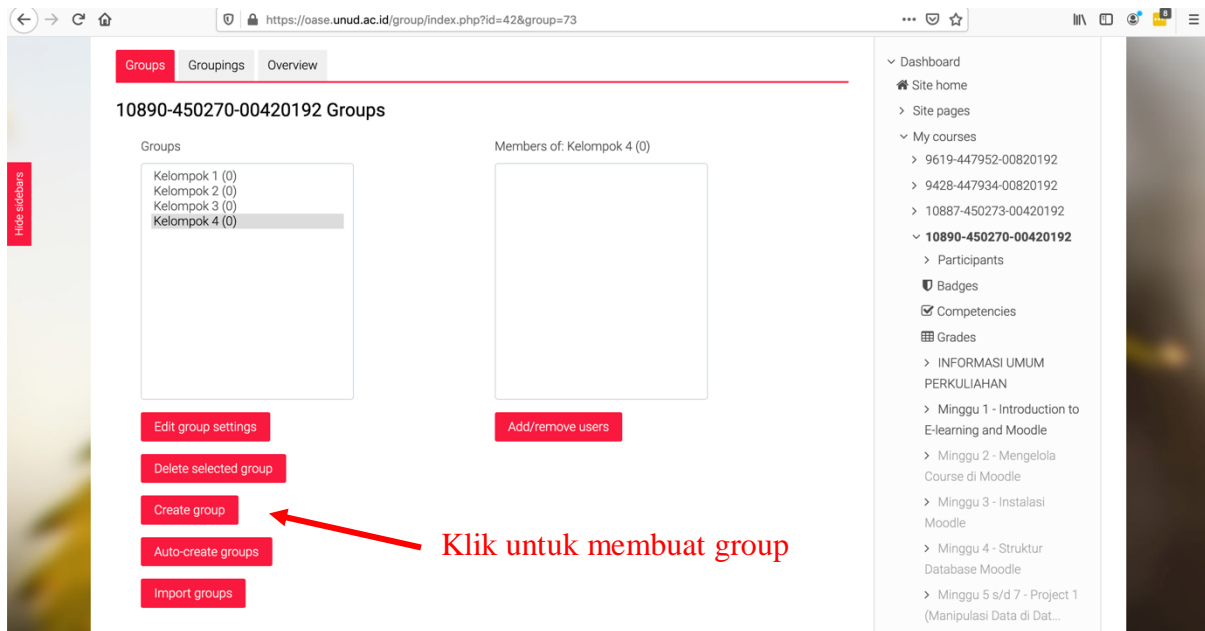 https://oase.unud.ac.id/group/index.php?id=42&group=73
8
Groups Groupings Overview
10890-450270-00420192 Groups
Groups
Kelompok 1 (0)
Kelompok 2 (0)
Kelompok 3 (0)
Kelompok 4 (0)
Members of: Kelompok 4 (0)
Edit group settings
Add/remove users
Delete selected group
Create group
Auto-create groups
Import groups
Klik untuk membuat group
Hide sidebars
Dashboard
Site home
Site pages
My courses
9619-447952-00820192
9428-447934-00820192
10887-450273-00420192
10890-450270-00420192
Participants
Badges
Competencies
Grades
INFORMASI UMUM
PERKULIAHAN
Minggu 1 - Introduction to
E-learning and Moodle
Minggu 2 - Mengelola
Course di Moodle
Minggu 3 - Instalasi
Moodle
Minggu 4 - Struktur
Database Moodle
Minggu 5 s/d 7 - Project 1
(Manipulasi Data di Dat...